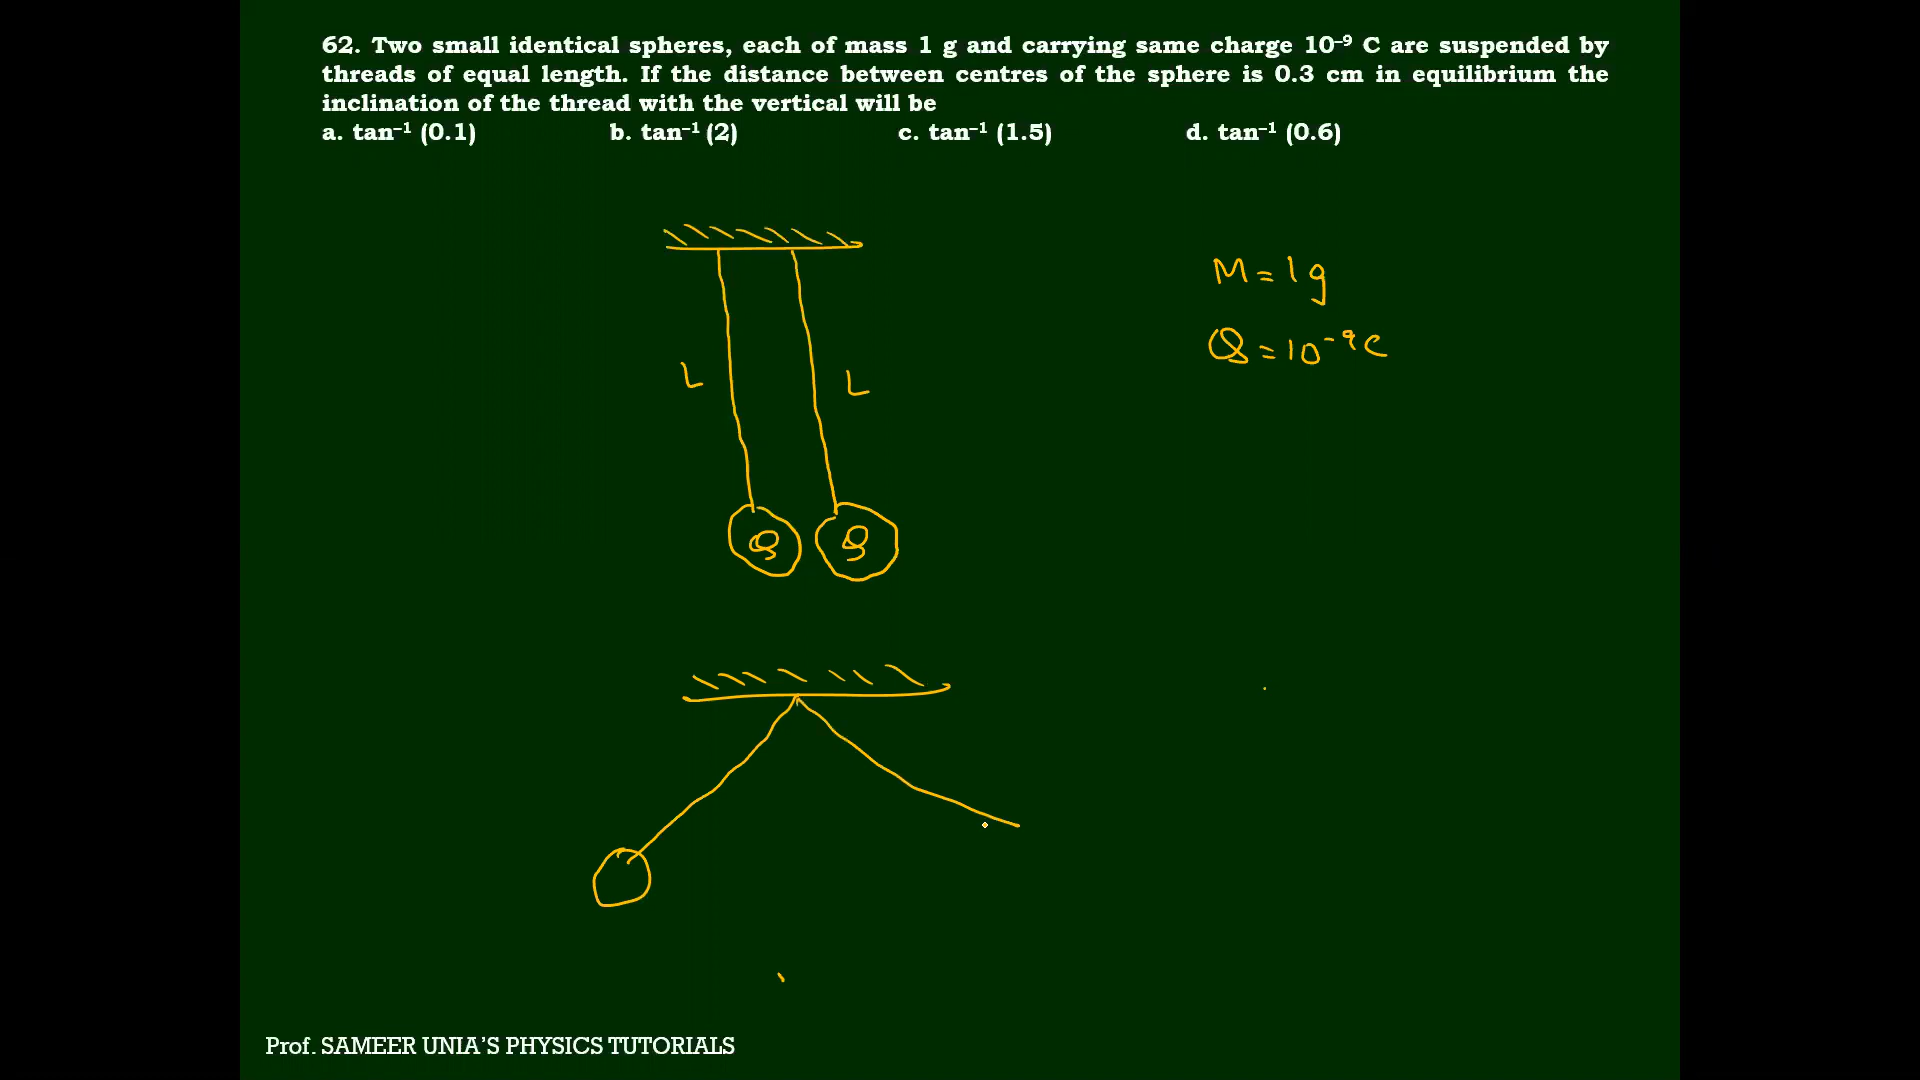 62. Two small identical spheres, each of mass 1 g and carrying same charge 10⁻⁹ C are suspended by
threads of equal length. If the distance between centres of the sphere is 0.3 cm in equilibrium the
inclination of the thread with the vertical will be
a. tan⁻¹ (0.1) b. tan⁻¹ (2) c. tan⁻¹ (1.5) d. tan⁻¹ (0.6)
M = 1 g
Q = 10⁻⁹ C
L L
Q Q
Prof. SAMEER UNIA'S PHYSICS TUTORIALS